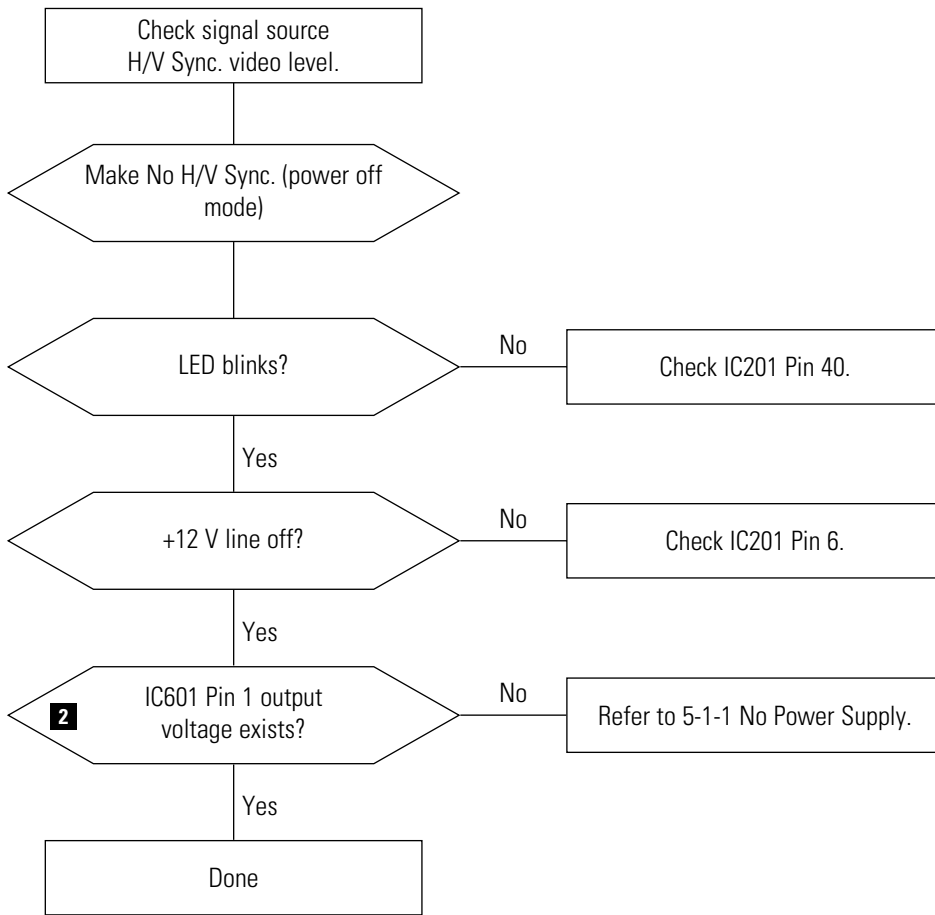 Check signal source
H/V Sync. video level.
Make No H/V Sync. (power off
mode)
LED blinks?
No
Check IC201 Pin 40.
Yes
+12 V line off?
No
Check IC201 Pin 6.
Yes
2
IC601 Pin 1 output
voltage exists?
No
Refer to 5-1-1 No Power Supply.
Yes
Done